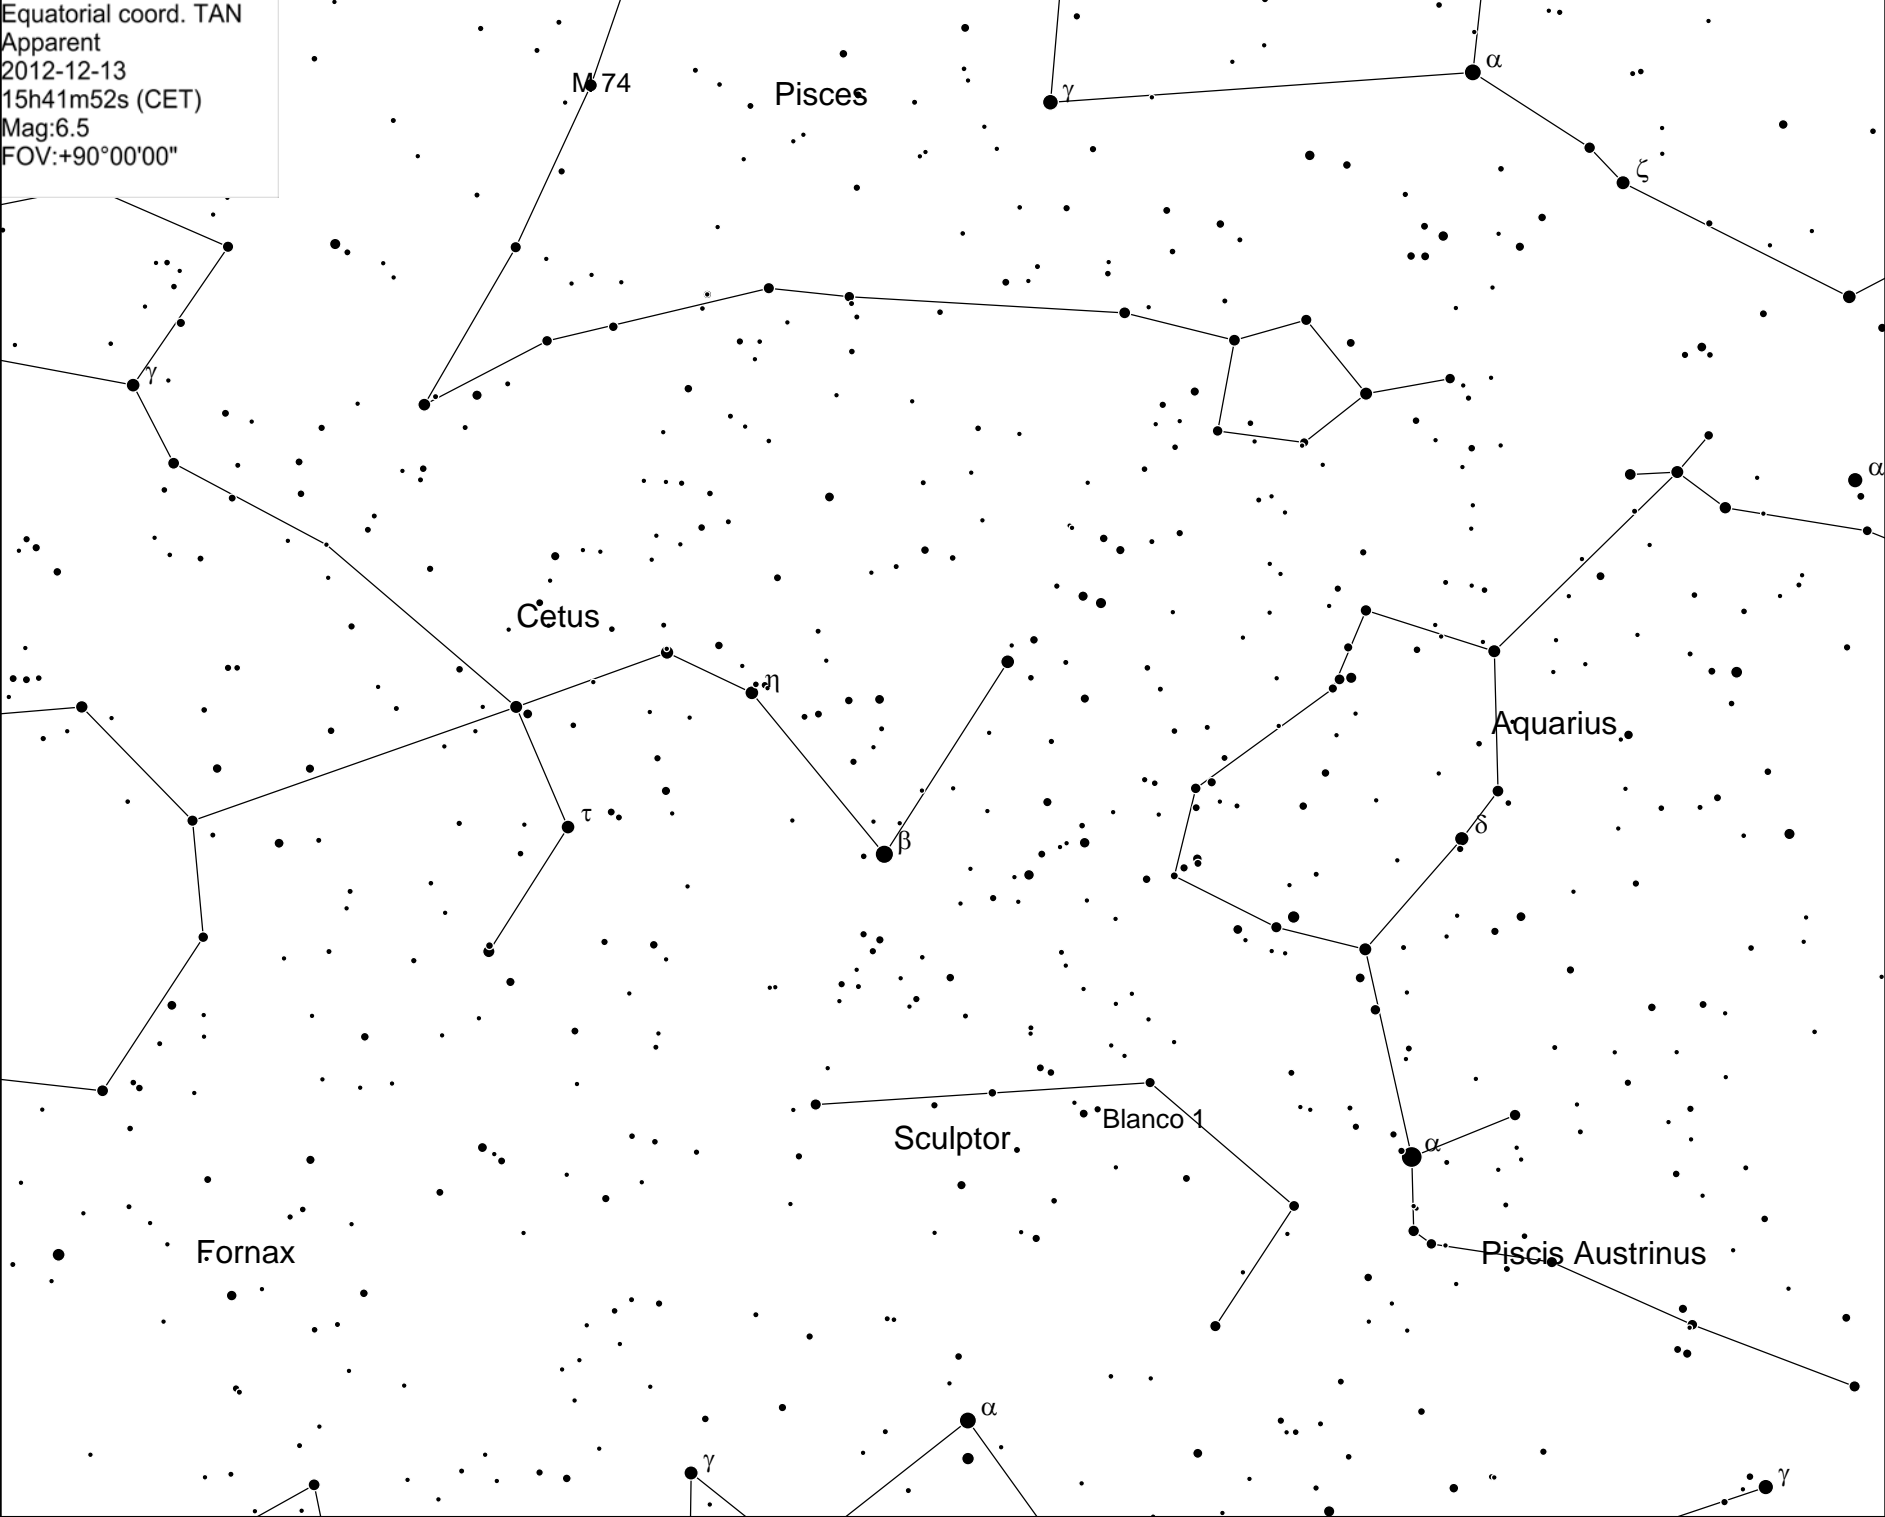 Equatorial coord. TAN
Apparent
2012-12-13
15h41m52s (CET)
Mag:6.5
FOV:+90°00'00"
M 74
Pisces
γ
α
ζ
γ
α
Cetus
η
Aquarius
τ
β
δ
Blanco 1
Sculptor
α
Fornax
Piscis Austrinus
α
γ
γ